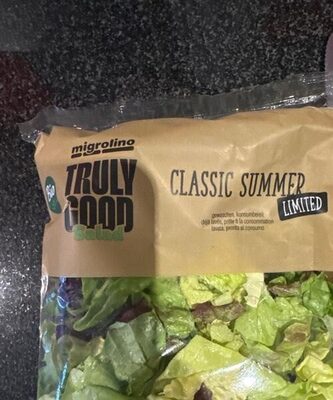 migrolino
TRULY
GOOD
Salad
CLASSIC SUMMER
LIMITED
gewaschen, konsumbereit
déjà lavée, prête à la consommation
lavata, pronta al consumo